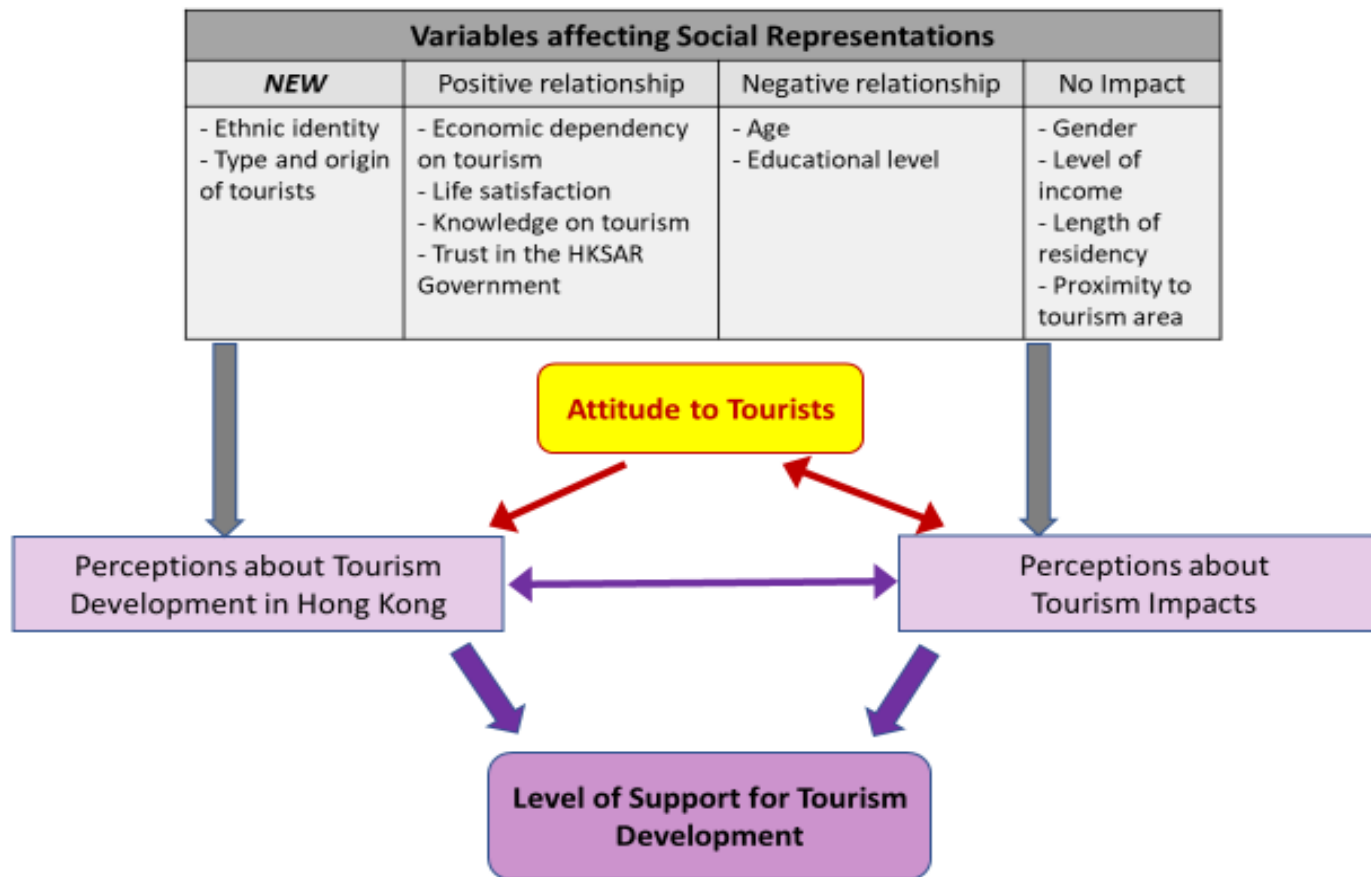 Variables affecting Social Representations
NEW
Positive relationship
Negative relationship
No Impact
- Ethnic identity
- Type and origin
of tourists
- Economic dependency
on tourism
- Life satisfaction
- Knowledge on tourism
- Trust in the HKSAR
Government
- Age
- Educational level
- Gender
- Level of
income
- Length of
residency
- Proximity to
tourism area
Attitude to Tourists
Perceptions about Tourism
Development in Hong Kong
Perceptions about
Tourism Impacts
Level of Support for Tourism
Development